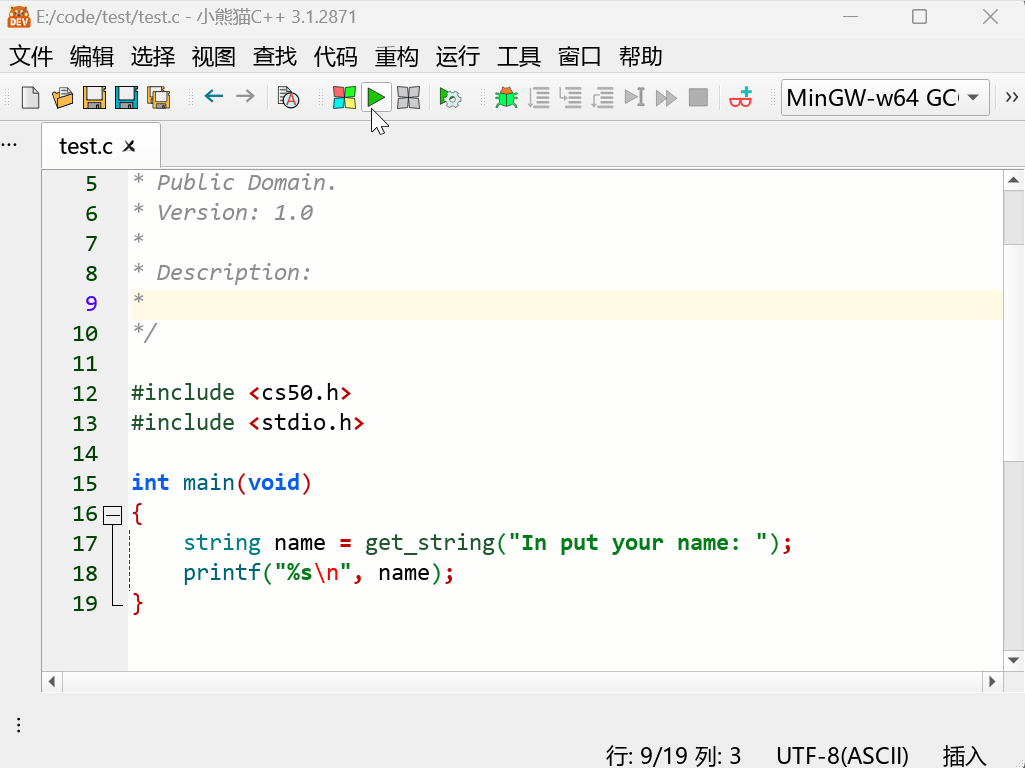 E:/code/test/test.c - 小熊猫C++ 3.1.2871
文件 编辑 选择 视图 查找 代码 重构 运行 工具 窗口 帮助
MinGW-w64 GC
test.c
5 * Public Domain.
6 * Version: 1.0
7 *
8 * Description:
9 *
10 */
11
12 #include <cs50.h>
13 #include <stdio.h>
14
15 int main(void)
16 {
17     string name = get_string("In put your name: ");
18     printf("%s\n", name);
19 }
行: 9/19 列: 3 UTF-8(ASCII) 插入